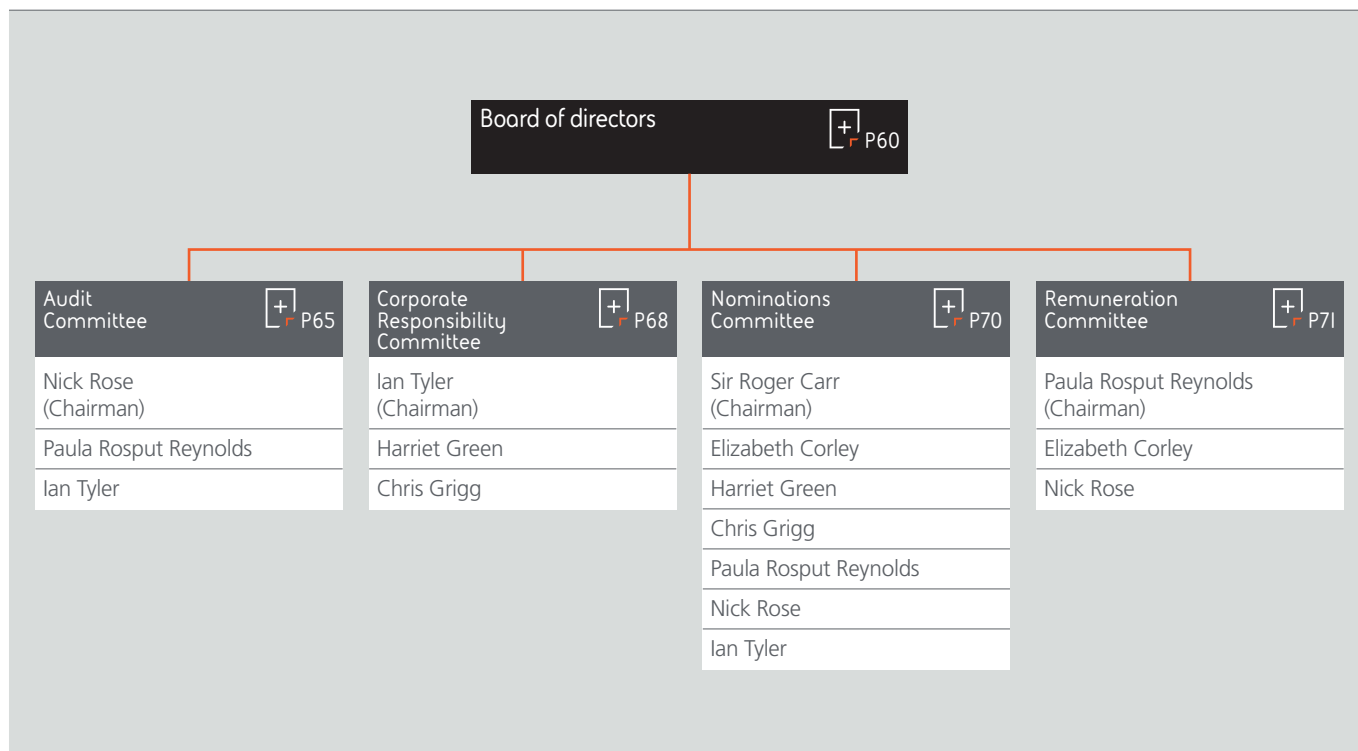 Board of directors
P60
Audit
Committee
P65
Nick Rose
(Chairman)
Paula Rosput Reynolds
Ian Tyler
Corporate
Responsibility
Committee
P68
Ian Tyler
(Chairman)
Harriet Green
Chris Grigg
Nominations
Committee
P70
Sir Roger Carr
(Chairman)
Elizabeth Corley
Harriet Green
Chris Grigg
Paula Rosput Reynolds
Nick Rose
Ian Tyler
Remuneration
Committee
P71
Paula Rosput Reynolds
(Chairman)
Elizabeth Corley
Nick Rose